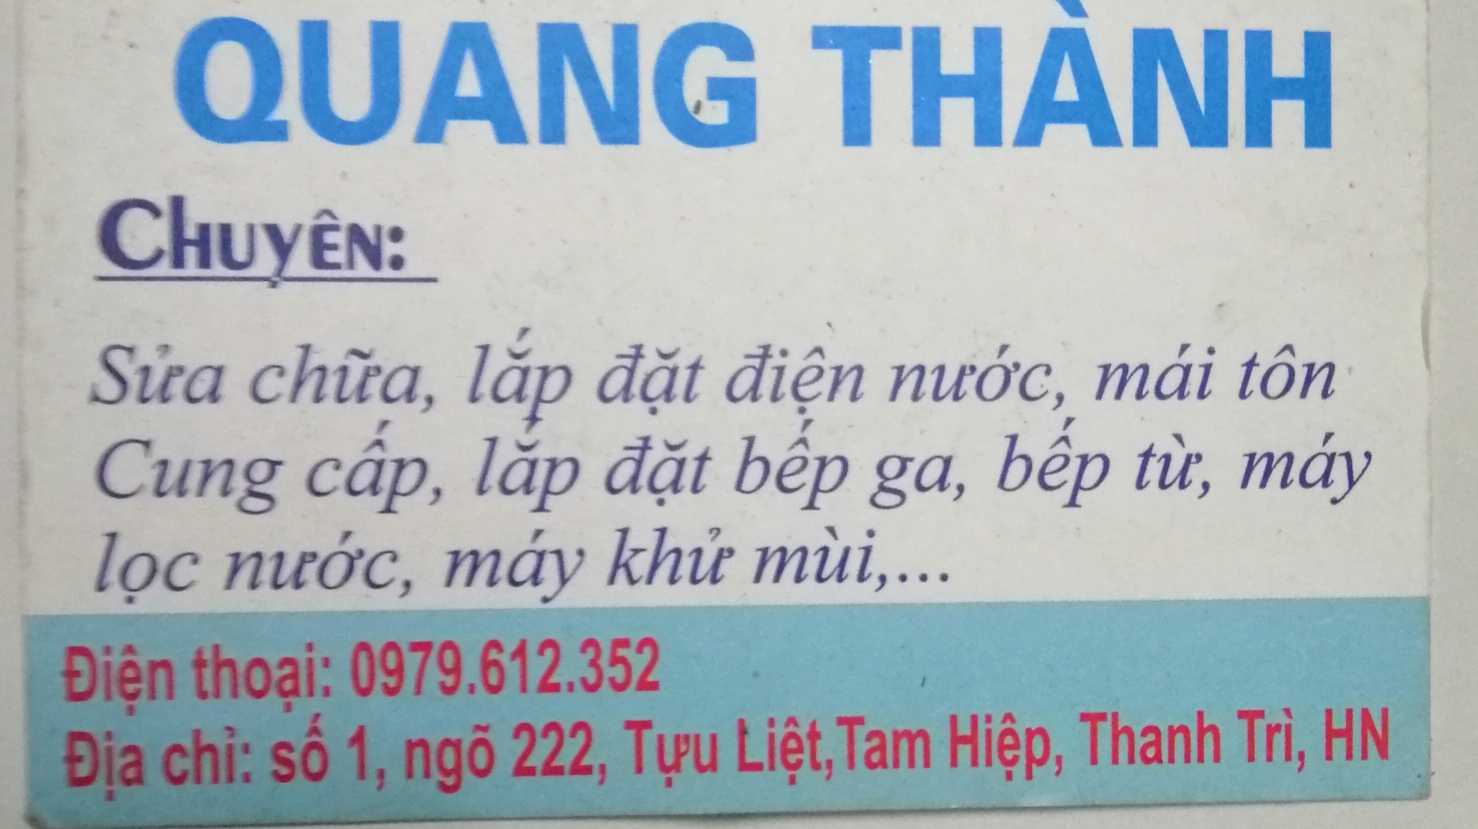 QUANG THÀNH
Chuyên:
Sửa chữa, lắp đặt điện nước, mái tôn
Cung cấp, lắp đặt bếp ga, bếp từ, máy
lọc nước, máy khử mùi,...
Điện thoại: 0979.612.352
Địa chỉ: số 1, ngõ 222, Tựu Liệt,Tam Hiệp, Thanh Trì, HN